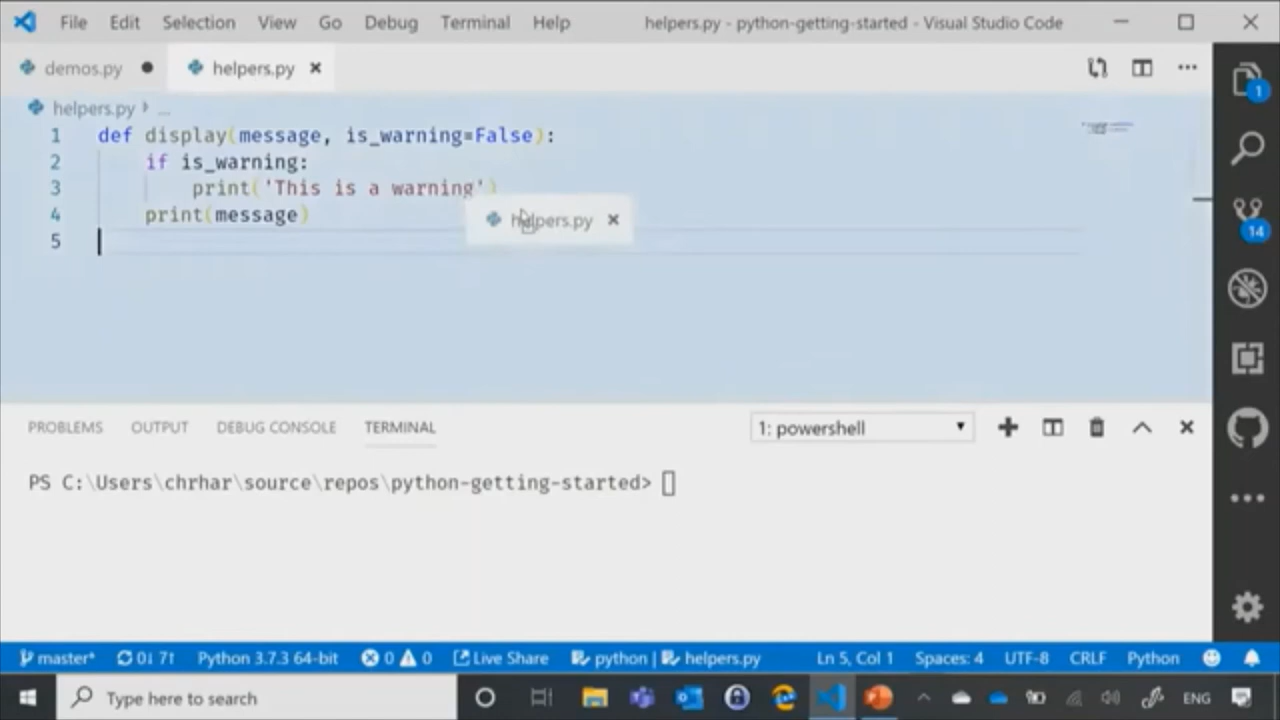 File Edit Selection View Go Debug Terminal Help helpers.py - python-getting-started - Visual Studio Code
demos.py helpers.py
helpers.py ...
1 def display(message, is_warning=False):
2 if is_warning:
3 print('This is a warning')
4 print(message)
5
helpers.py
1
14
PROBLEMS OUTPUT DEBUG CONSOLE TERMINAL 1: powershell
PS C:\Users\chrhar\source\repos\python-getting-started>
master* 0↓ 7↑ Python 3.7.3 64-bit 0 0 Live Share python | helpers.py Ln 5, Col 1 Spaces: 4 UTF-8 CRLF Python
Type here to search ENG